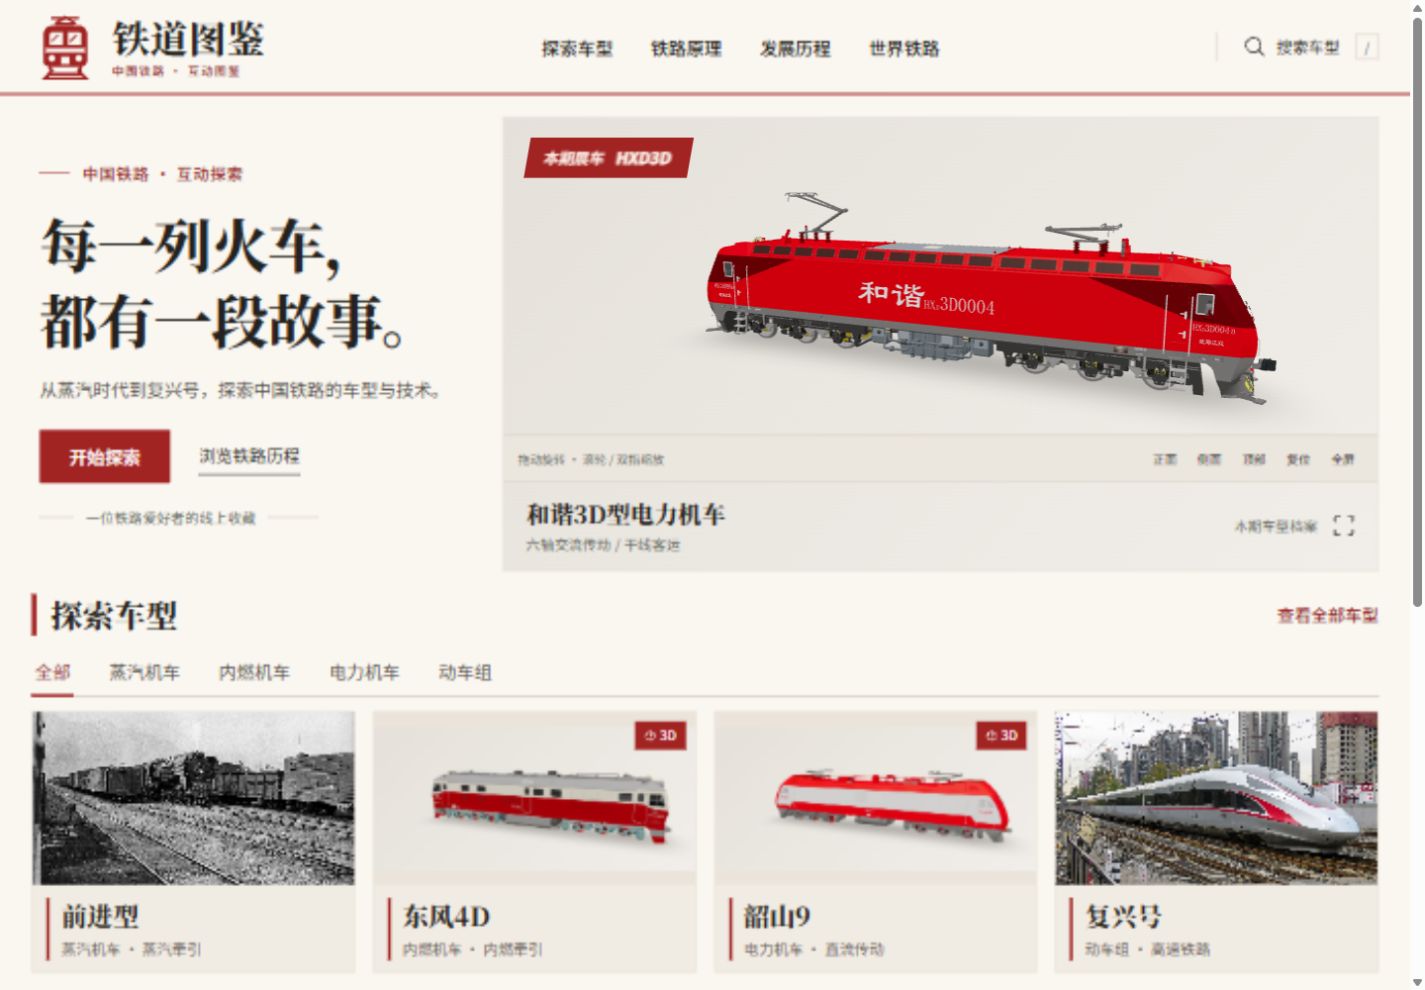 铁道图鉴
中国铁路 · 互动图鉴
探索车型 铁路原理 发展历程 世界铁路
搜索车型 /
中国铁路 · 互动探索
每一列火车,
都有一段故事。
从蒸汽时代到复兴号，探索中国铁路的车型与技术。
开始探索 浏览铁路历程
一位铁路爱好者的线上收藏
本期展车 HXD3D
和谐 HXD3D0004
拖动旋转 · 滚轮 / 双指缩放
正面 侧面 顶部 复位 全屏
和谐3D型电力机车
六轴交流传动 / 干线客运
本期车型档案
探索车型
查看全部车型
全部 蒸汽机车 内燃机车 电力机车 动车组
前进型
蒸汽机车 · 蒸汽牵引
3D
东风4D
内燃机车 · 内燃牵引
3D
韶山9
电力机车 · 直流传动
复兴号
动车组 · 高速铁路